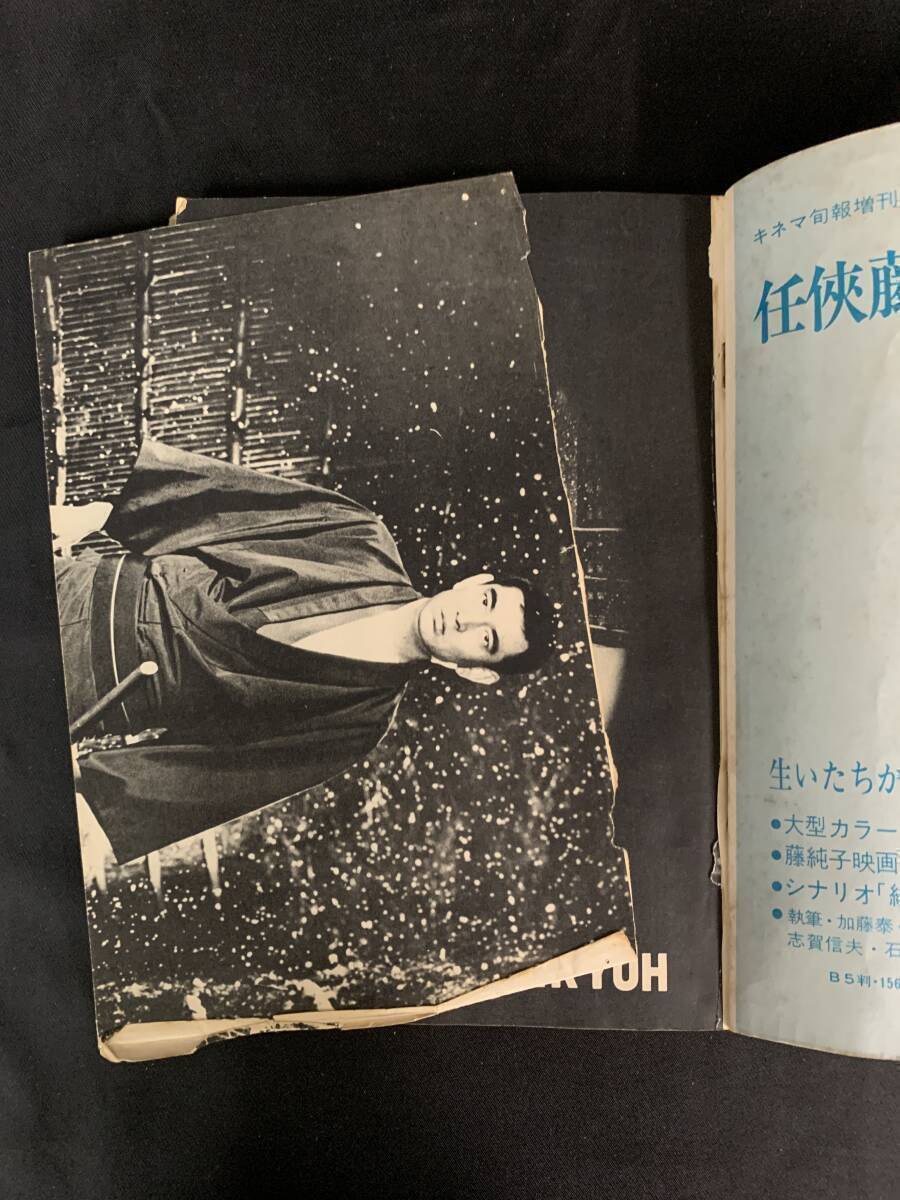 キネマ旬報増刊
任俠藤
生いたちか
●大型カラー
●藤純子映画
●シナリオ「
●執筆・加藤泰・
志賀信夫・石
B5判・156
YOH